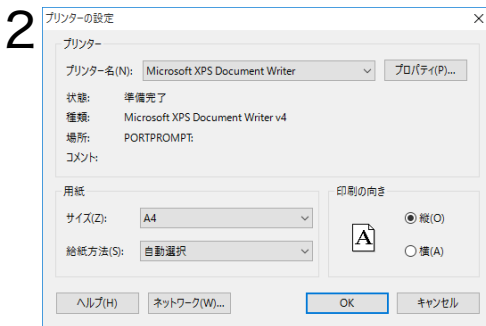 2
プリンターの設定
プリンター
プリンター名(N): Microsoft XPS Document Writer プロパティ(P)...
状態: 準備完了
種類: Microsoft XPS Document Writer v4
場所: PORTPROMPT:
コメント:
用紙
サイズ(Z): A4
給紙方法(S): 自動選択
印刷の向き
A
縦(O)
横(A)
ヘルプ(H) ネットワーク(W)... OK キャンセル